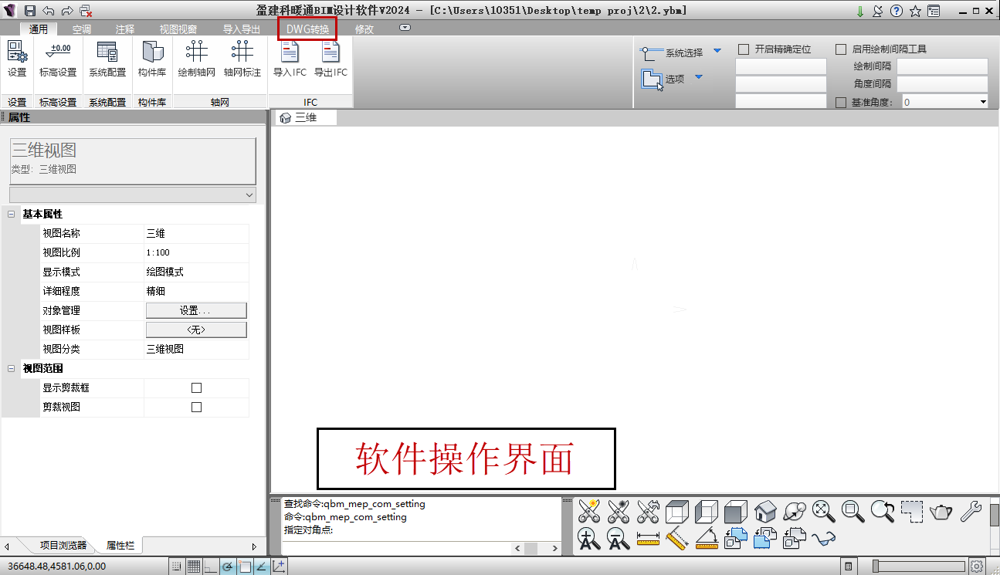 盈建科暖通BIM设计软件V2024 - [C:\Users\10351\Desktop\temp proj\2\2.ybm]
通用 空调 注释 视图视窗 导入导出 DWG转换 修改
±0.00
设置 标高设置 系统配置 构件库 绘制轴网 轴网标注 导入IFC 导出IFC
设置 标高设置 系统配置 构件库 轴网 IFC
系统选择 开启精确定位 启用绘制间隔工具
绘制间隔
选项 角度间隔
基准角度: 0
属性
三维
三维视图
类型: 三维视图
基本属性
视图名称 三维
视图比例 1:100
显示模式 绘图模式
详细程度 精细
对象管理 设置...
视图样板 <无>
视图分类 三维视图
视图范围
显示剪裁框
剪裁视图
软件操作界面
查找命令:qbm_mep_com_setting
命令:qbm_mep_com_setting
指定对角点:
项目浏览器 属性栏
36648.48,4581.06,0.00